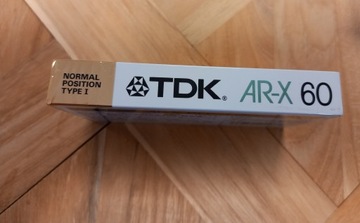 NORMAL
POSITION
TYPE I
TDK® AR-X 60